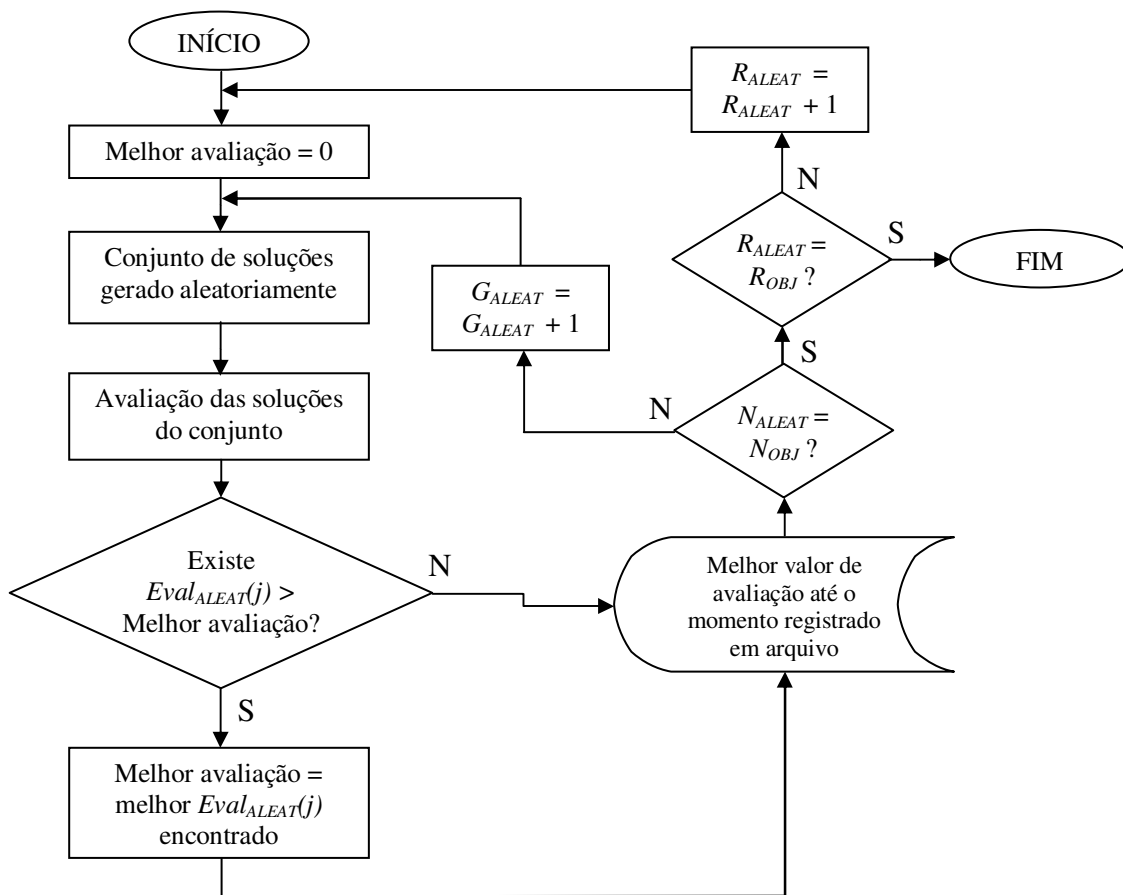 INÍCIO
Melhor avaliação = 0
Conjunto de soluções
gerado aleatoriamente
Avaliação das soluções
do conjunto
Existe
Eval_ALEAT(j) >
Melhor avaliação?
N
S
Melhor avaliação =
melhor Eval_ALEAT(j)
encontrado
Melhor valor de
avaliação até o
momento registrado
em arquivo
N_ALEAT =
N_OBJ ?
N
S
G_ALEAT =
G_ALEAT + 1
R_ALEAT =
R_OBJ ?
N
S
R_ALEAT =
R_ALEAT + 1
FIM